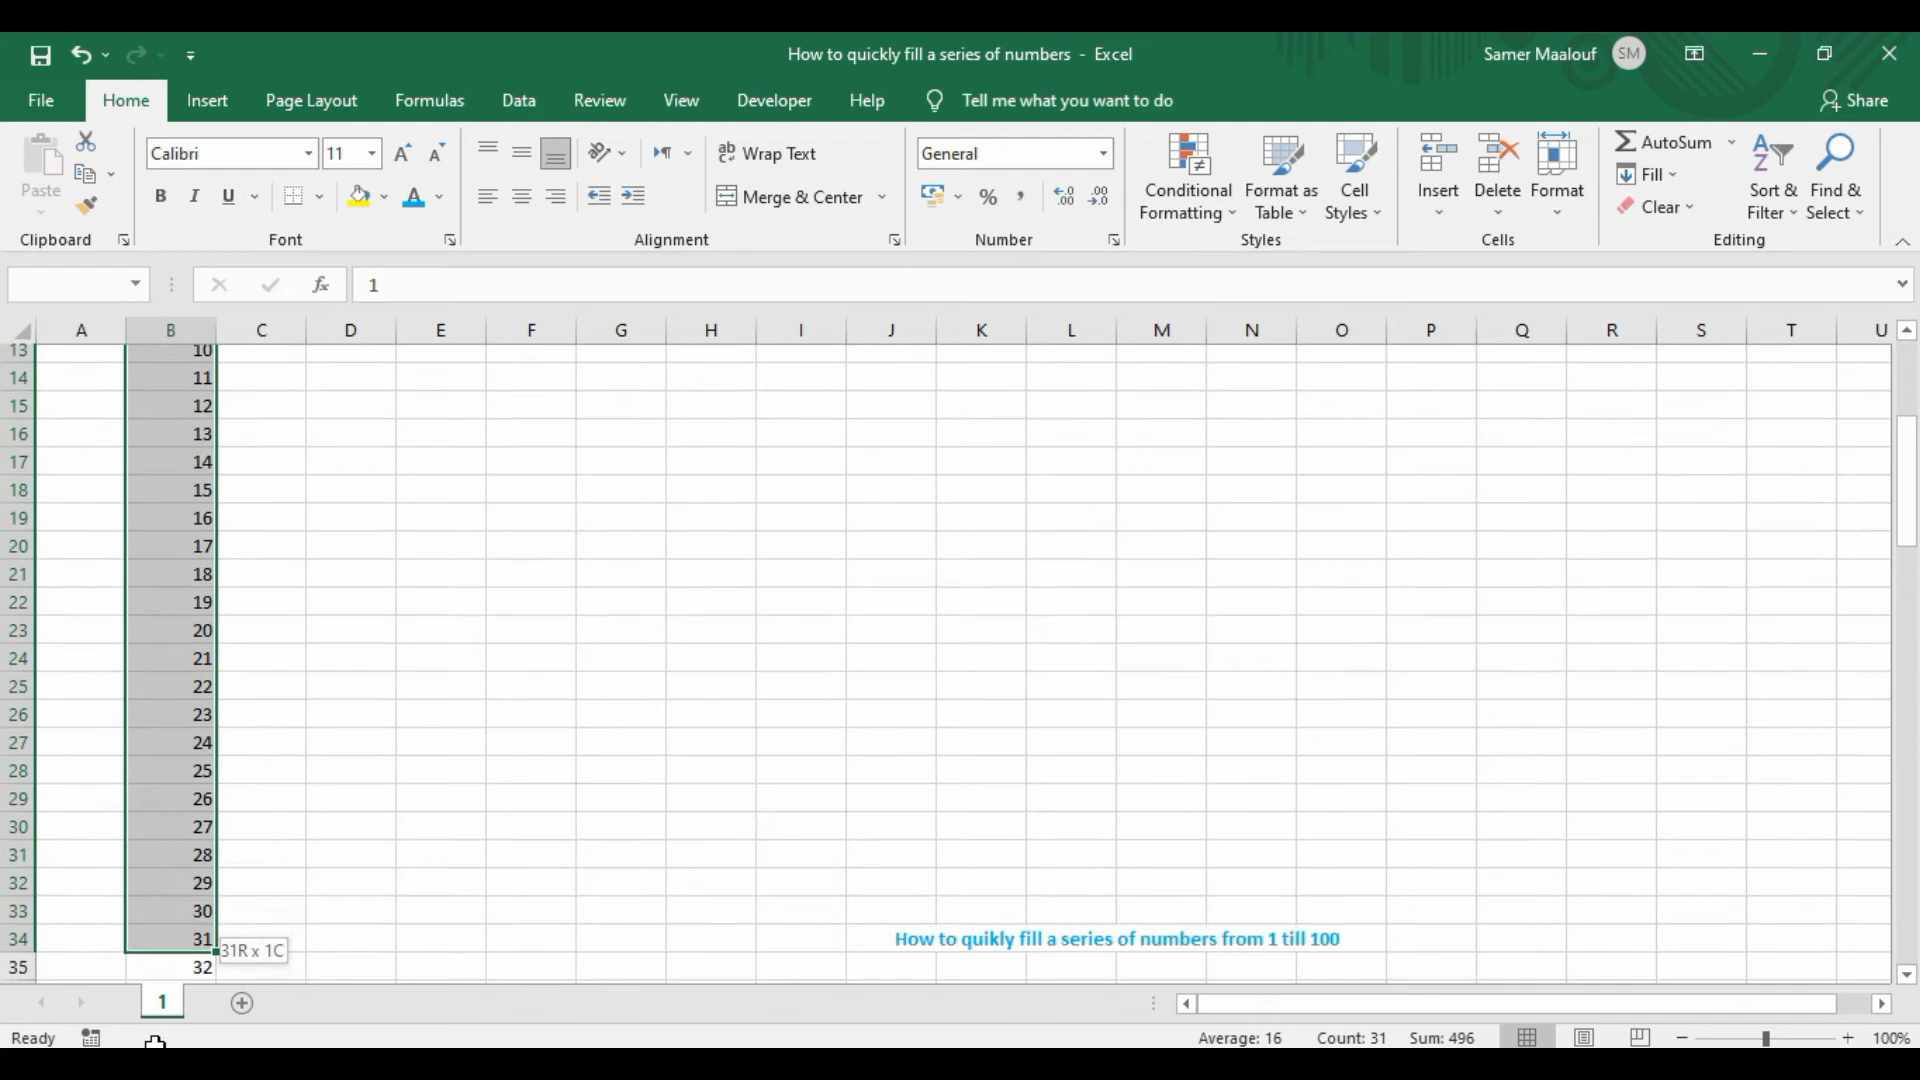 How to quickly fill a series of numbers - Excel
Samer Maalouf SM
File Home Insert Page Layout Formulas Data Review View Developer Help Tell me what you want to do Share
Paste
Calibri 11
Wrap Text
General
Conditional Formatting
Format as Table
Cell Styles
Insert
Delete
Format
AutoSum
Fill
Clear
Sort & Filter
Find & Select
B I U
Merge & Center
Clipboard Font Alignment Number Styles Cells Editing
fx 1
A B C D E F G H I J K L M N O P Q R S T U
13 10
14 11
15 12
16 13
17 14
18 15
19 16
20 17
21 18
22 19
23 20
24 21
25 22
26 23
27 24
28 25
29 26
30 27
31 28
32 29
33 30
34 31 How to quikly fill a series of numbers from 1 till 100
31R x 1C
35 32
1
Ready Average: 16 Count: 31 Sum: 496 100%